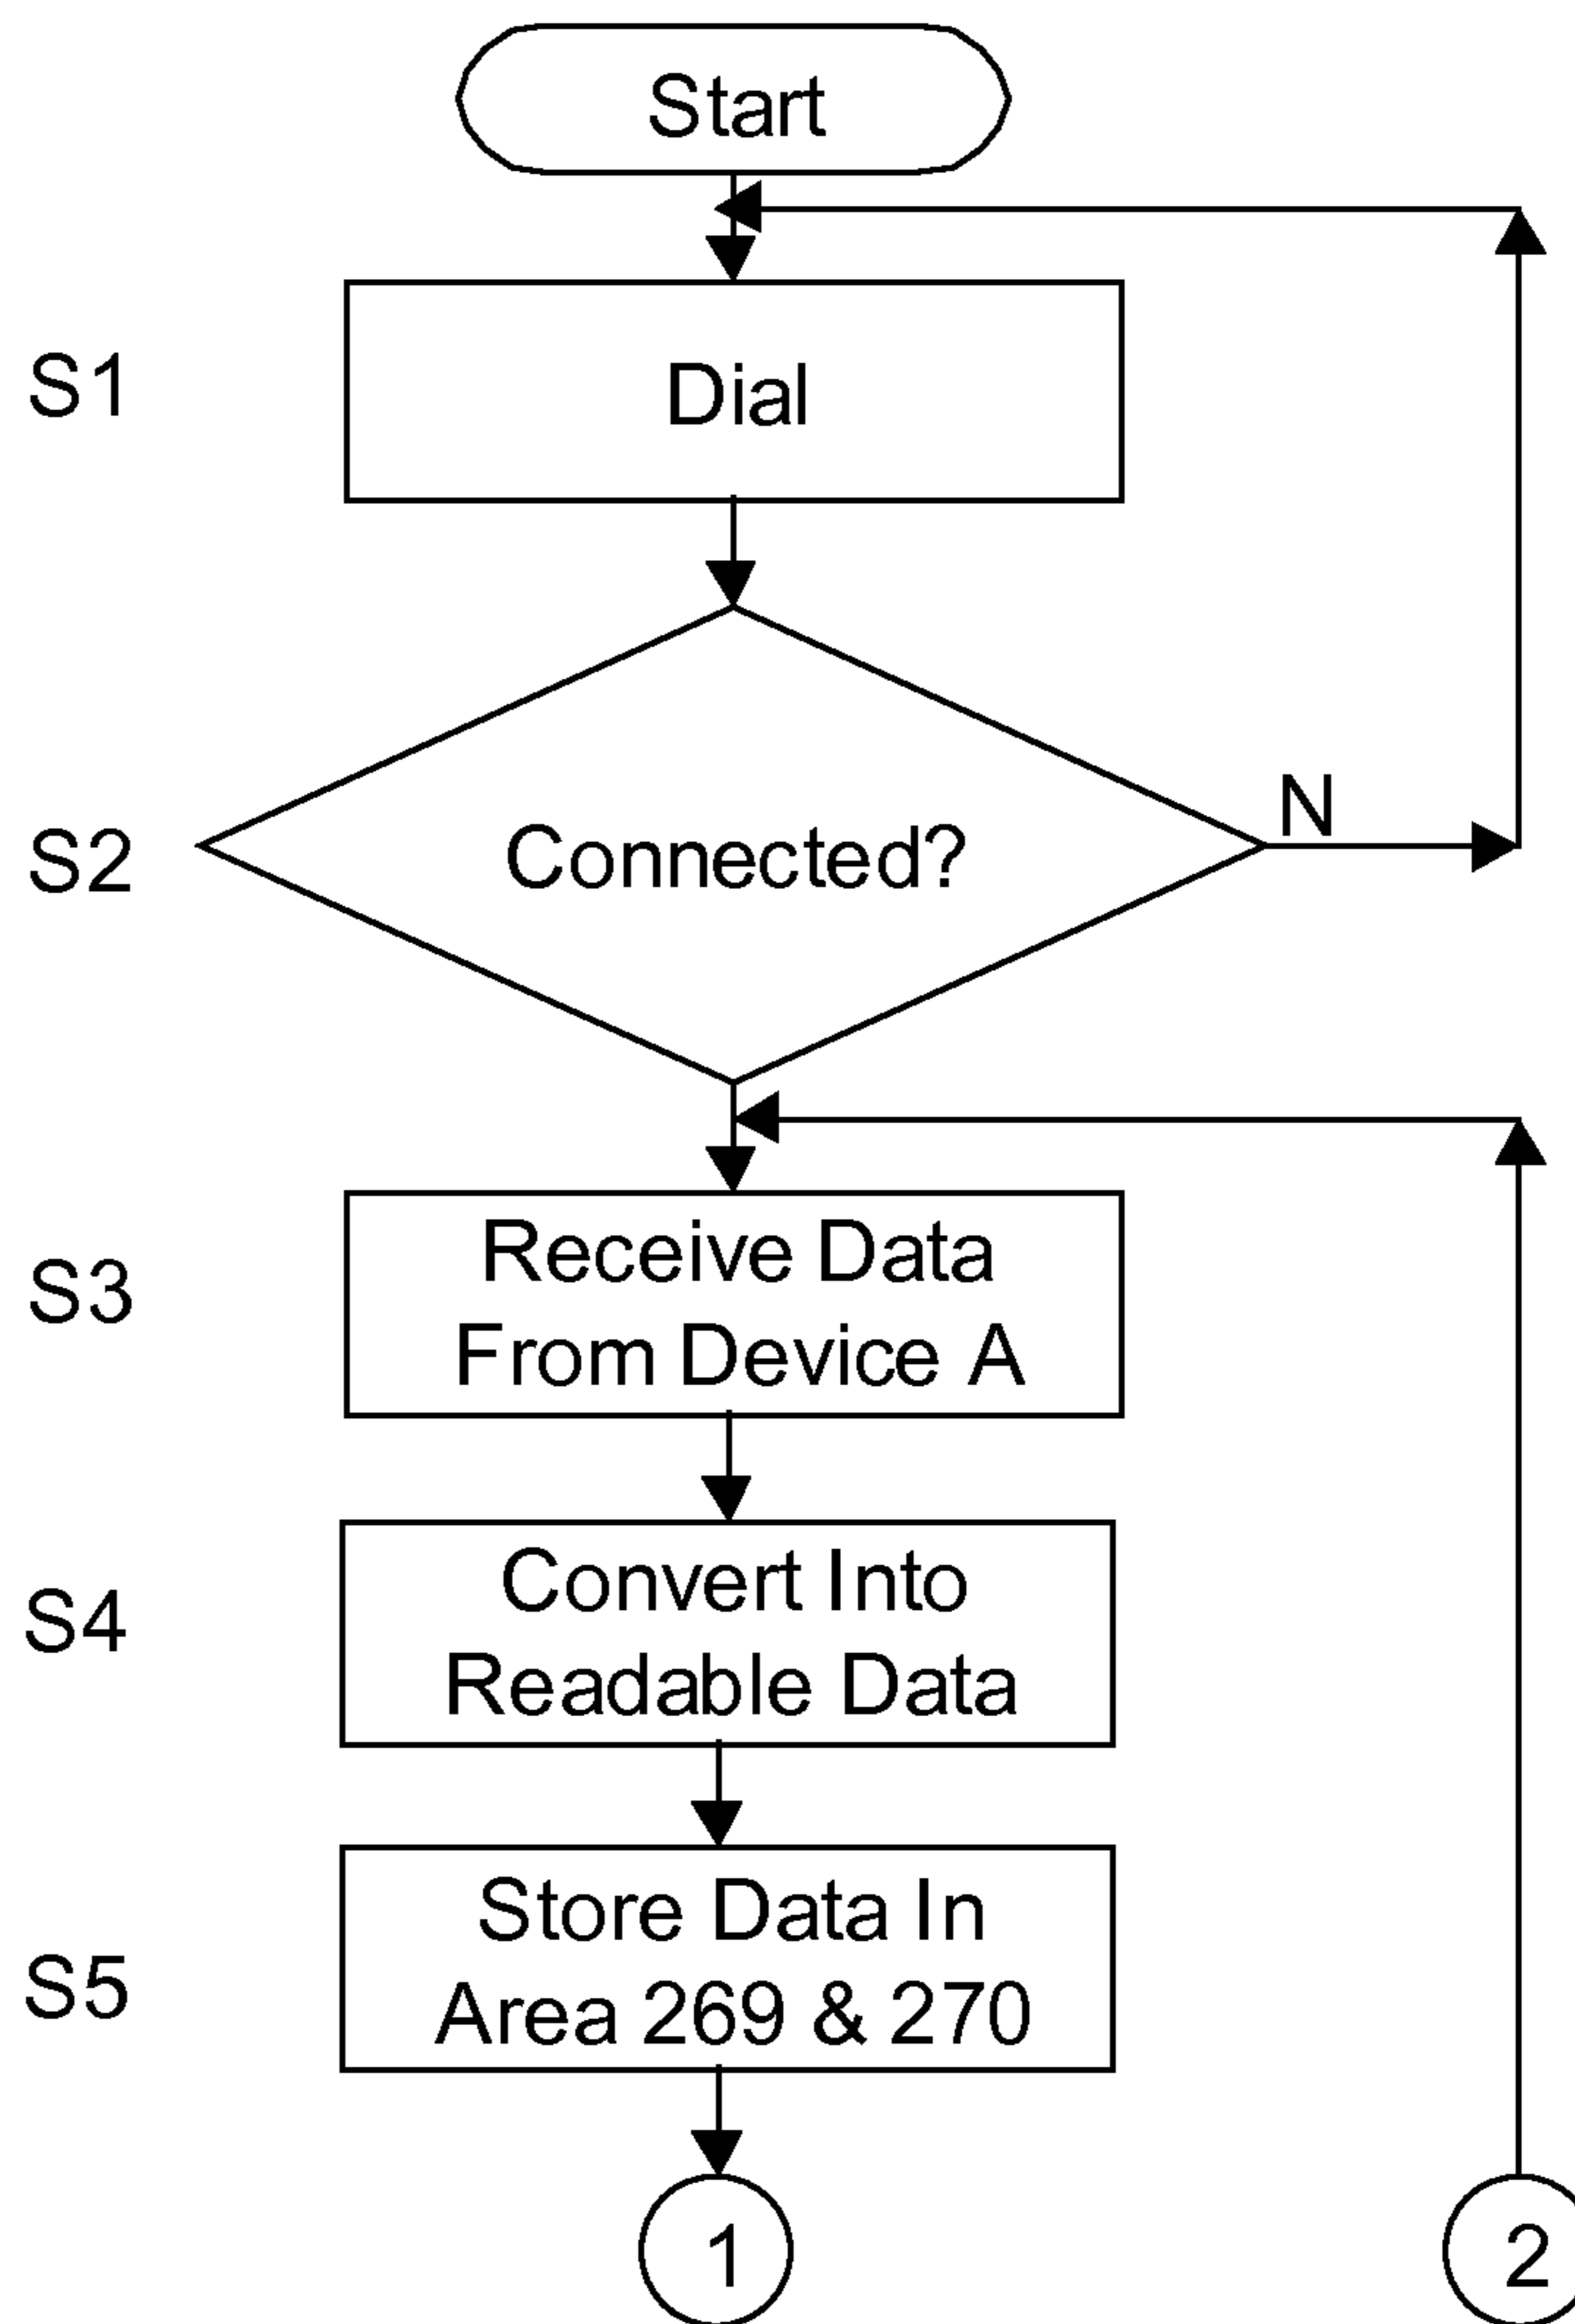 Start
S1
Dial
S2
Connected?
N
S3
Receive Data
From Device A
S4
Convert Into
Readable Data
S5
Store Data In
Area 269 & 270
1
2